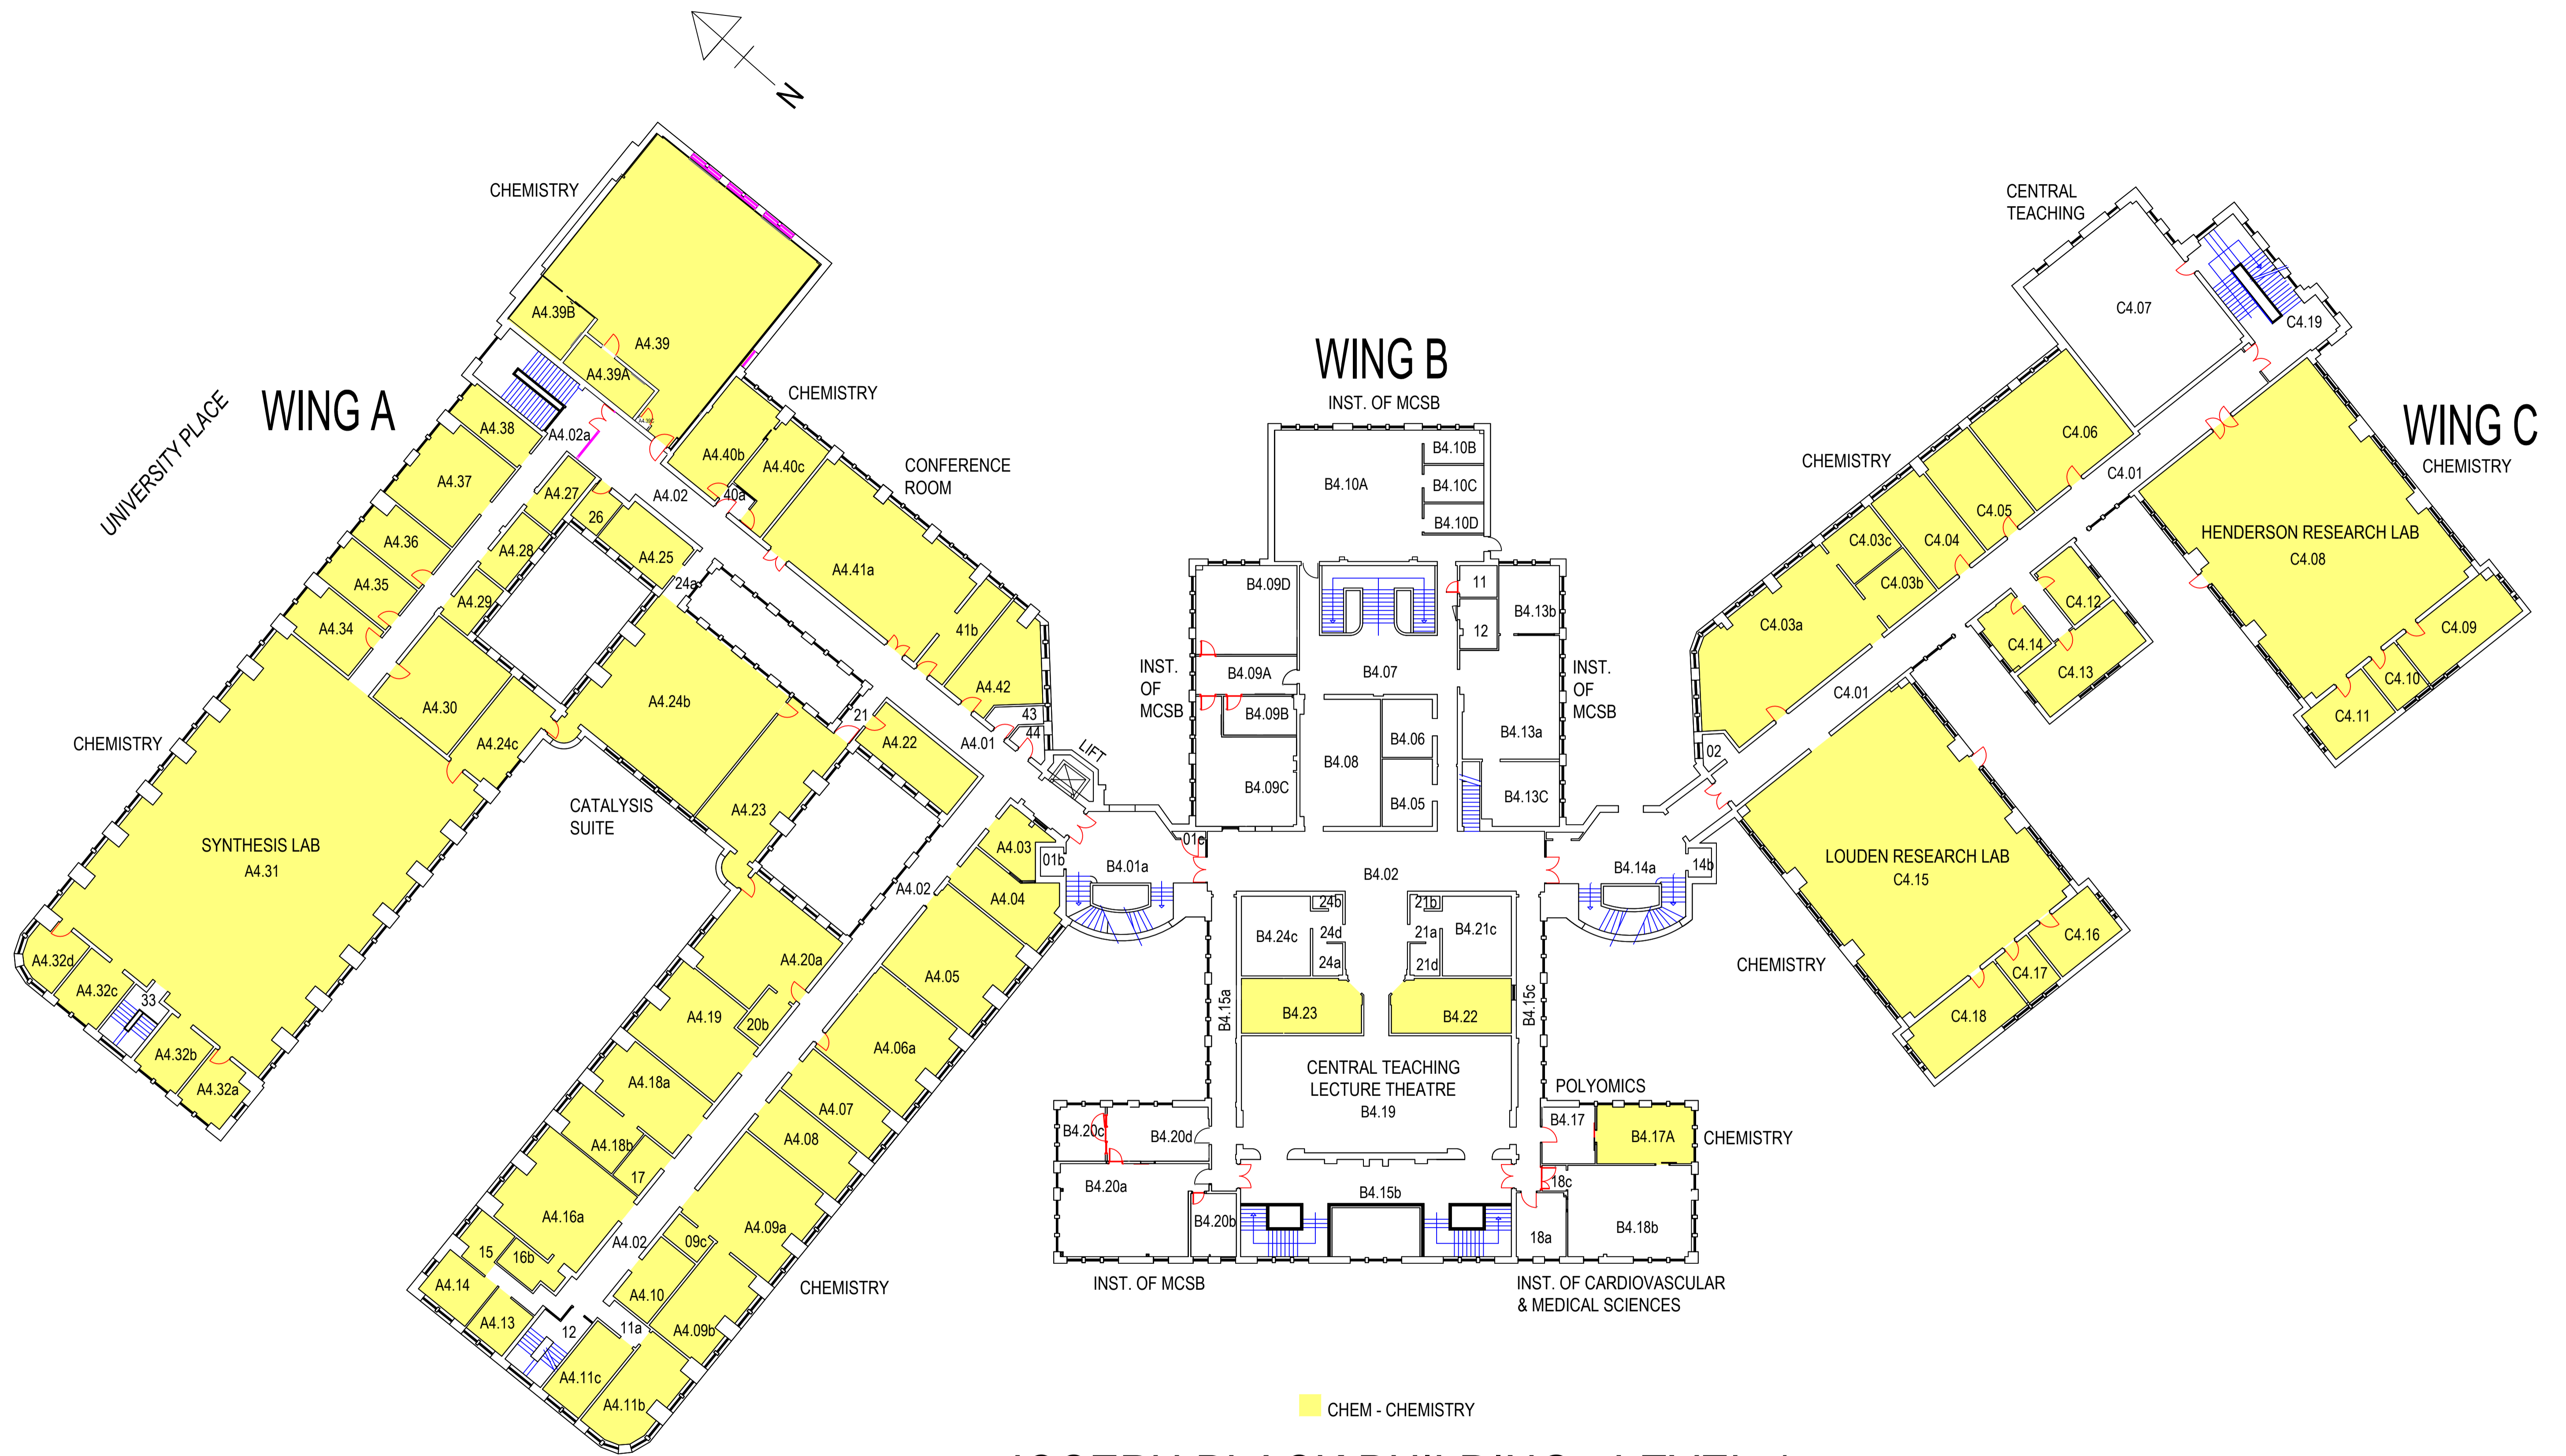 N
UNIVERSITY PLACE
WING A
CHEMISTRY
A4.39B
A4.39
A4.39A
CHEMISTRY
A4.38
A4.02a
A4.37
A4.27
A4.02
A4.40b
A4.40c
40a
CONFERENCE
ROOM
A4.36
26
A4.28
A4.25
A4.35
24a
A4.41a
A4.29
A4.34
41b
A4.42
A4.30
A4.24b
21
43
44
A4.22
A4.01
LIFT
CHEMISTRY
A4.24c
A4.23
CATALYSIS
SUITE
SYNTHESIS LAB
A4.31
A4.03
01b
A4.02
A4.04
A4.32d
A4.32c
33
A4.32b
A4.32a
A4.20a
A4.05
A4.19
20b
A4.06a
A4.18a
A4.07
A4.18b
A4.08
17
A4.16a
A4.09a
A4.02
09c
15
16b
A4.14
A4.10
A4.13
12
11a
A4.09b
A4.11c
A4.11b
CHEMISTRY
WING B
INST. OF MCSB
B4.10A
B4.10B
B4.10C
B4.10D
B4.09D
11
12
B4.13b
INST.
OF
MCSB
B4.09A
B4.07
INST.
OF
MCSB
B4.09B
B4.06
B4.13a
B4.08
B4.09C
B4.05
B4.13C
01c
B4.01a
B4.02
B4.14a
14b
24b
21b
B4.24c
24d
21a
B4.21c
24a
21d
B4.15a
B4.23
B4.22
B4.15c
CENTRAL TEACHING
LECTURE THEATRE
B4.19
POLYOMICS
B4.20c
B4.20d
B4.17
B4.17A
CHEMISTRY
B4.20a
B4.15b
18c
B4.20b
18a
B4.18b
INST. OF MCSB
INST. OF CARDIOVASCULAR
& MEDICAL SCIENCES
CENTRAL
TEACHING
C4.07
C4.19
WING C
CHEMISTRY
CHEMISTRY
C4.06
C4.01
C4.05
C4.03c
C4.04
HENDERSON RESEARCH LAB
C4.08
C4.03b
C4.12
C4.03a
C4.14
C4.13
C4.09
C4.10
C4.11
C4.01
02
LOUDEN RESEARCH LAB
C4.15
CHEMISTRY
C4.16
C4.17
C4.18
CHEM - CHEMISTRY